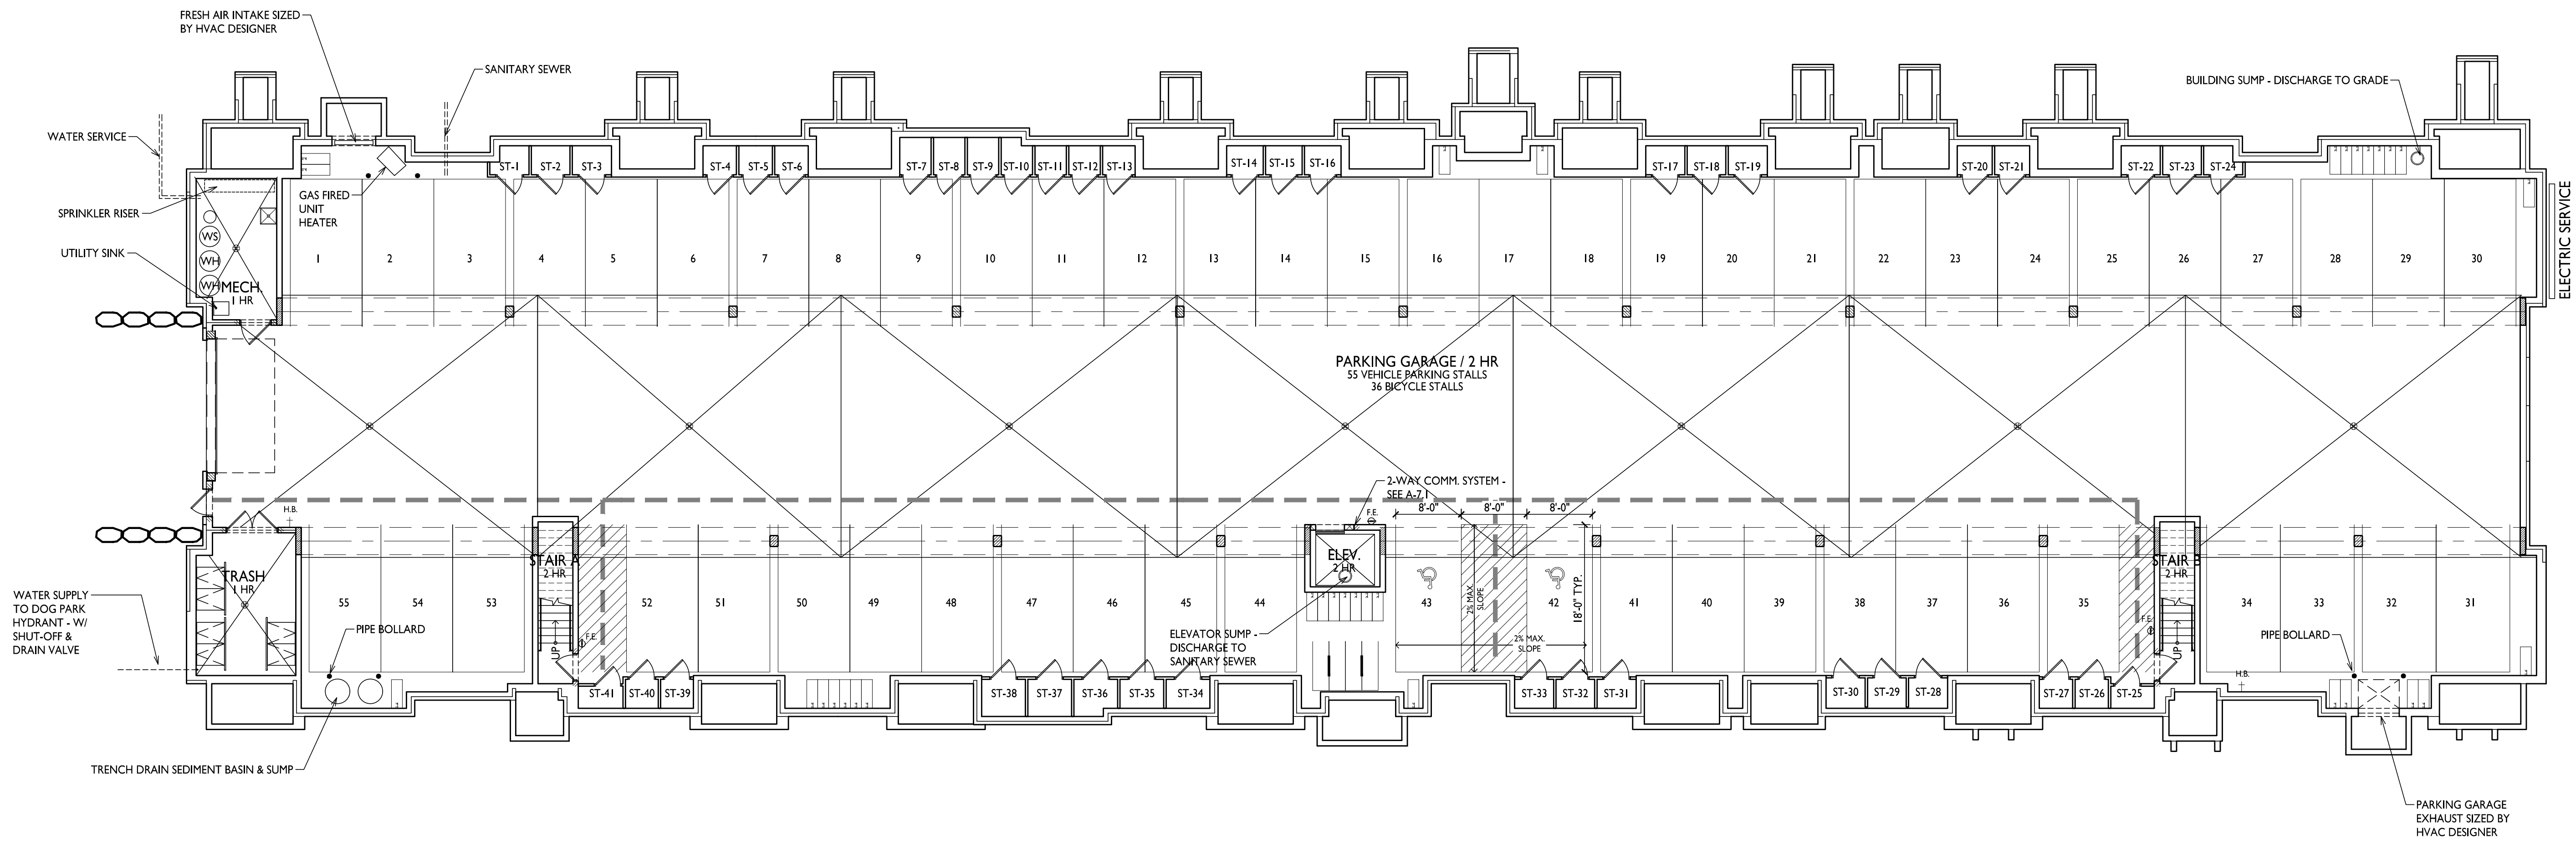 FRESH AIR INTAKE SIZED
BY HVAC DESIGNER
SANITARY SEWER
BUILDING SUMP - DISCHARGE TO GRADE
WATER SERVICE
SPRINKLER RISER
UTILITY SINK
GAS FIRED
UNIT
HEATER
ELECTRIC SERVICE
ST-1 ST-2 ST-3 ST-4 ST-5 ST-6 ST-7 ST-8 ST-9 ST-10 ST-11 ST-12 ST-13 ST-14 ST-15 ST-16 ST-17 ST-18 ST-19 ST-20 ST-21 ST-22 ST-23 ST-24
WS
WH
WH
MECH.
1 HR
1 2 3 4 5 6 7 8 9 10 11 12 13 14 15 16 17 18 19 20 21 22 23 24 25 26 27 28 29 30
PARKING GARAGE / 2 HR
55 VEHICLE PARKING STALLS
36 BICYCLE STALLS
2-WAY COMM. SYSTEM -
SEE A-7.1
F.E.
8'-0" 8'-0" 8'-0"
H.B.
TRASH
1 HR
STAIR A
2 HR
UP
F.E.
ELEV.
2 HR
2% MAX.
SLOPE
18'-0" TYP.
2% MAX.
SLOPE
STAIR B
2 HR
UP
F.E.
H.B.
55 54 53 52 51 50 49 48 47 46 45 44 43 42 41 40 39 38 37 36 35 34 33 32 31
WATER SUPPLY
TO DOG PARK
HYDRANT - W/
SHUT-OFF &
DRAIN VALVE
PIPE BOLLARD
ELEVATOR SUMP -
DISCHARGE TO
SANITARY SEWER
PIPE BOLLARD
ST-41 ST-40 ST-39 ST-38 ST-37 ST-36 ST-35 ST-34 ST-33 ST-32 ST-31 ST-30 ST-29 ST-28 ST-27 ST-26 ST-25
TRENCH DRAIN SEDIMENT BASIN & SUMP
PARKING GARAGE
EXHAUST SIZED BY
HVAC DESIGNER